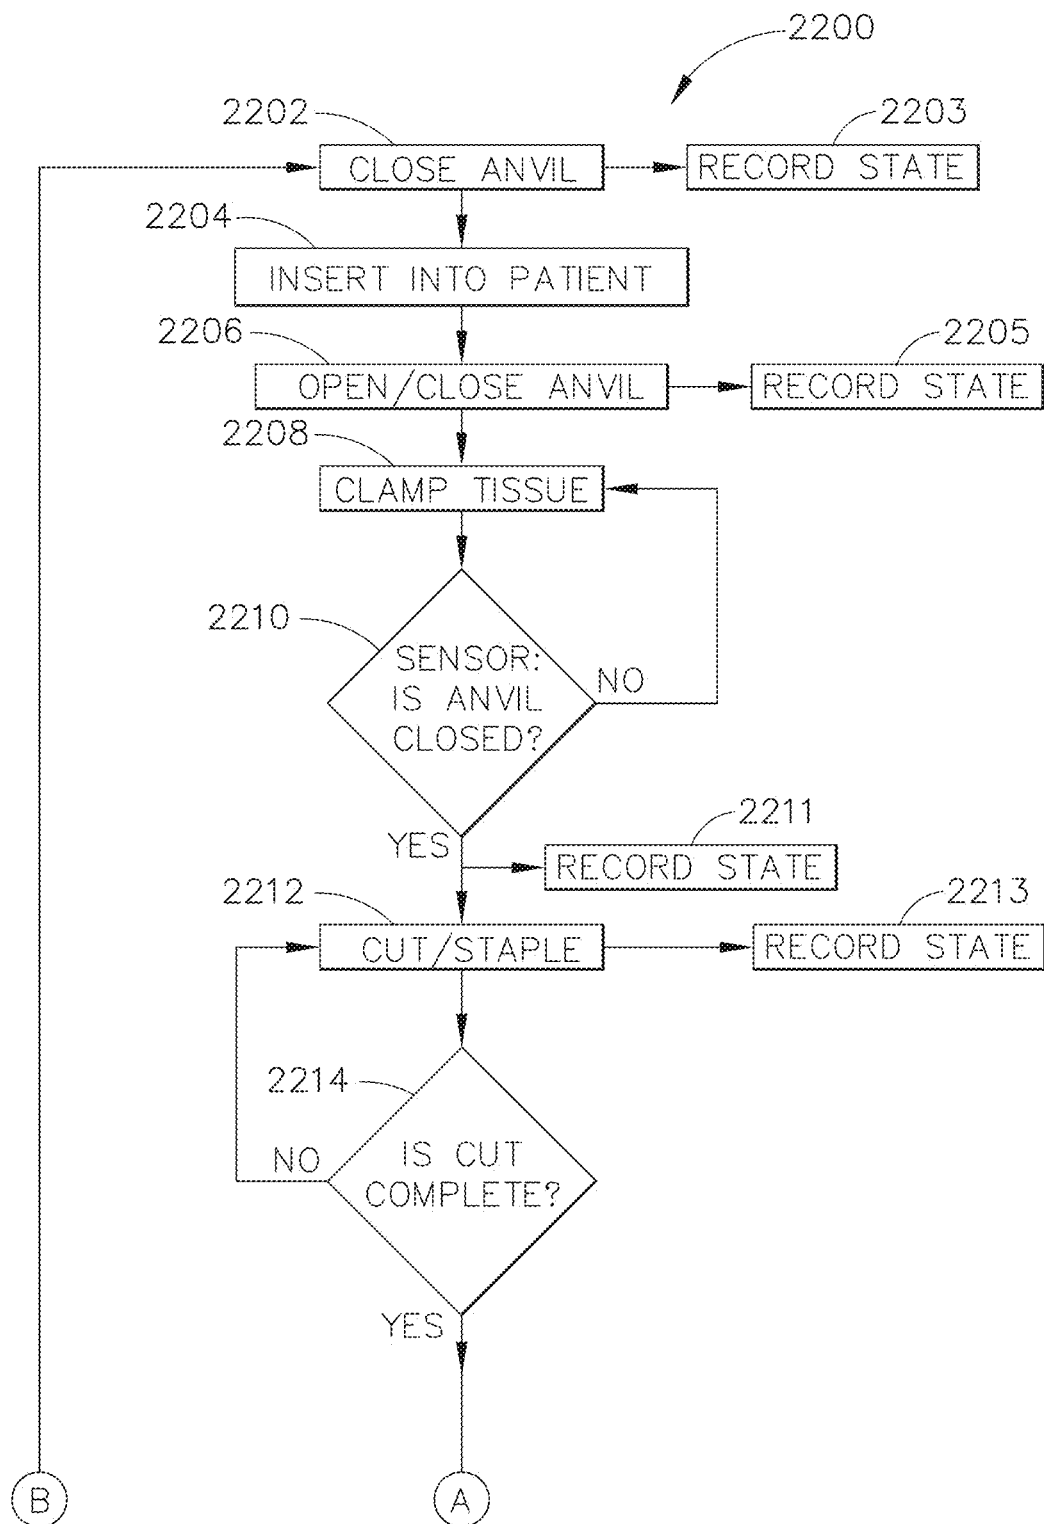 2200
2202
2203
CLOSE ANVIL
RECORD STATE
2204
INSERT INTO PATIENT
2206
2205
OPEN/CLOSE ANVIL
RECORD STATE
2208
CLAMP TISSUE
2210
SENSOR:
IS ANVIL
CLOSED?
NO
YES
2211
RECORD STATE
2212
2213
CUT/STAPLE
RECORD STATE
2214
IS CUT
COMPLETE?
NO
YES
B
A